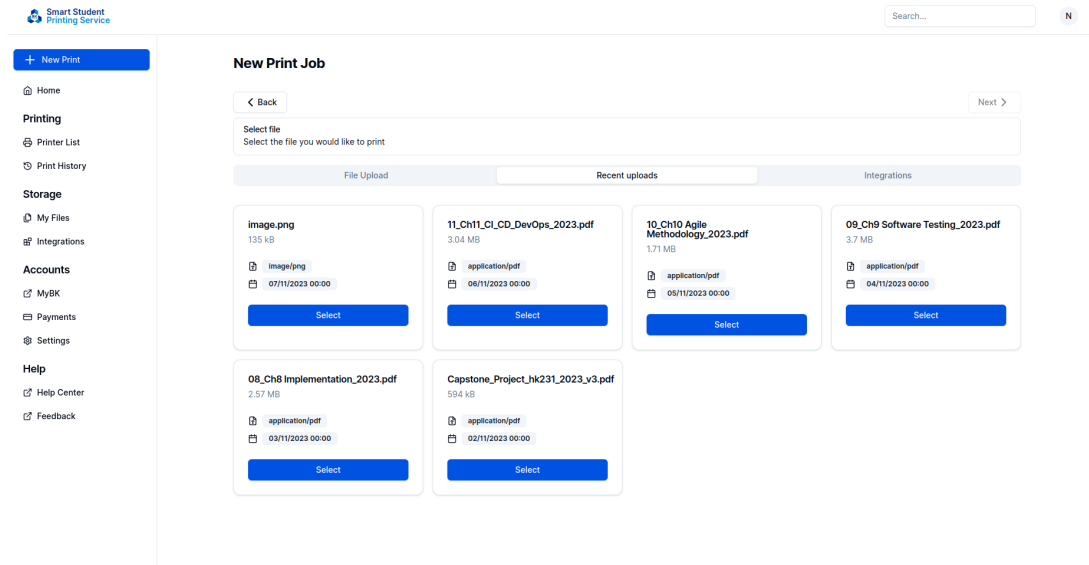 Smart Student
Printing Service
Search...
N
New Print
Home
Printing
Printer List
Print History
Storage
My Files
Integrations
Accounts
MyBK
Payments
Settings
Help
Help Center
Feedback
New Print Job
Back
Next
Select file
Select the file you would like to print
File Upload
Recent uploads
Integrations
image.png
135 kB
image/png
07/11/2023 00:00
Select
11_Ch11_CI_CD_DevOps_2023.pdf
3.04 MB
application/pdf
06/11/2023 00:00
Select
10_Ch10 Agile
Methodology_2023.pdf
1.71 MB
application/pdf
05/11/2023 00:00
Select
09_Ch9 Software Testing_2023.pdf
3.7 MB
application/pdf
04/11/2023 00:00
Select
08_Ch8 Implementation_2023.pdf
2.57 MB
application/pdf
03/11/2023 00:00
Select
Capstone_Project_hk231_2023_v3.pdf
594 kB
application/pdf
02/11/2023 00:00
Select